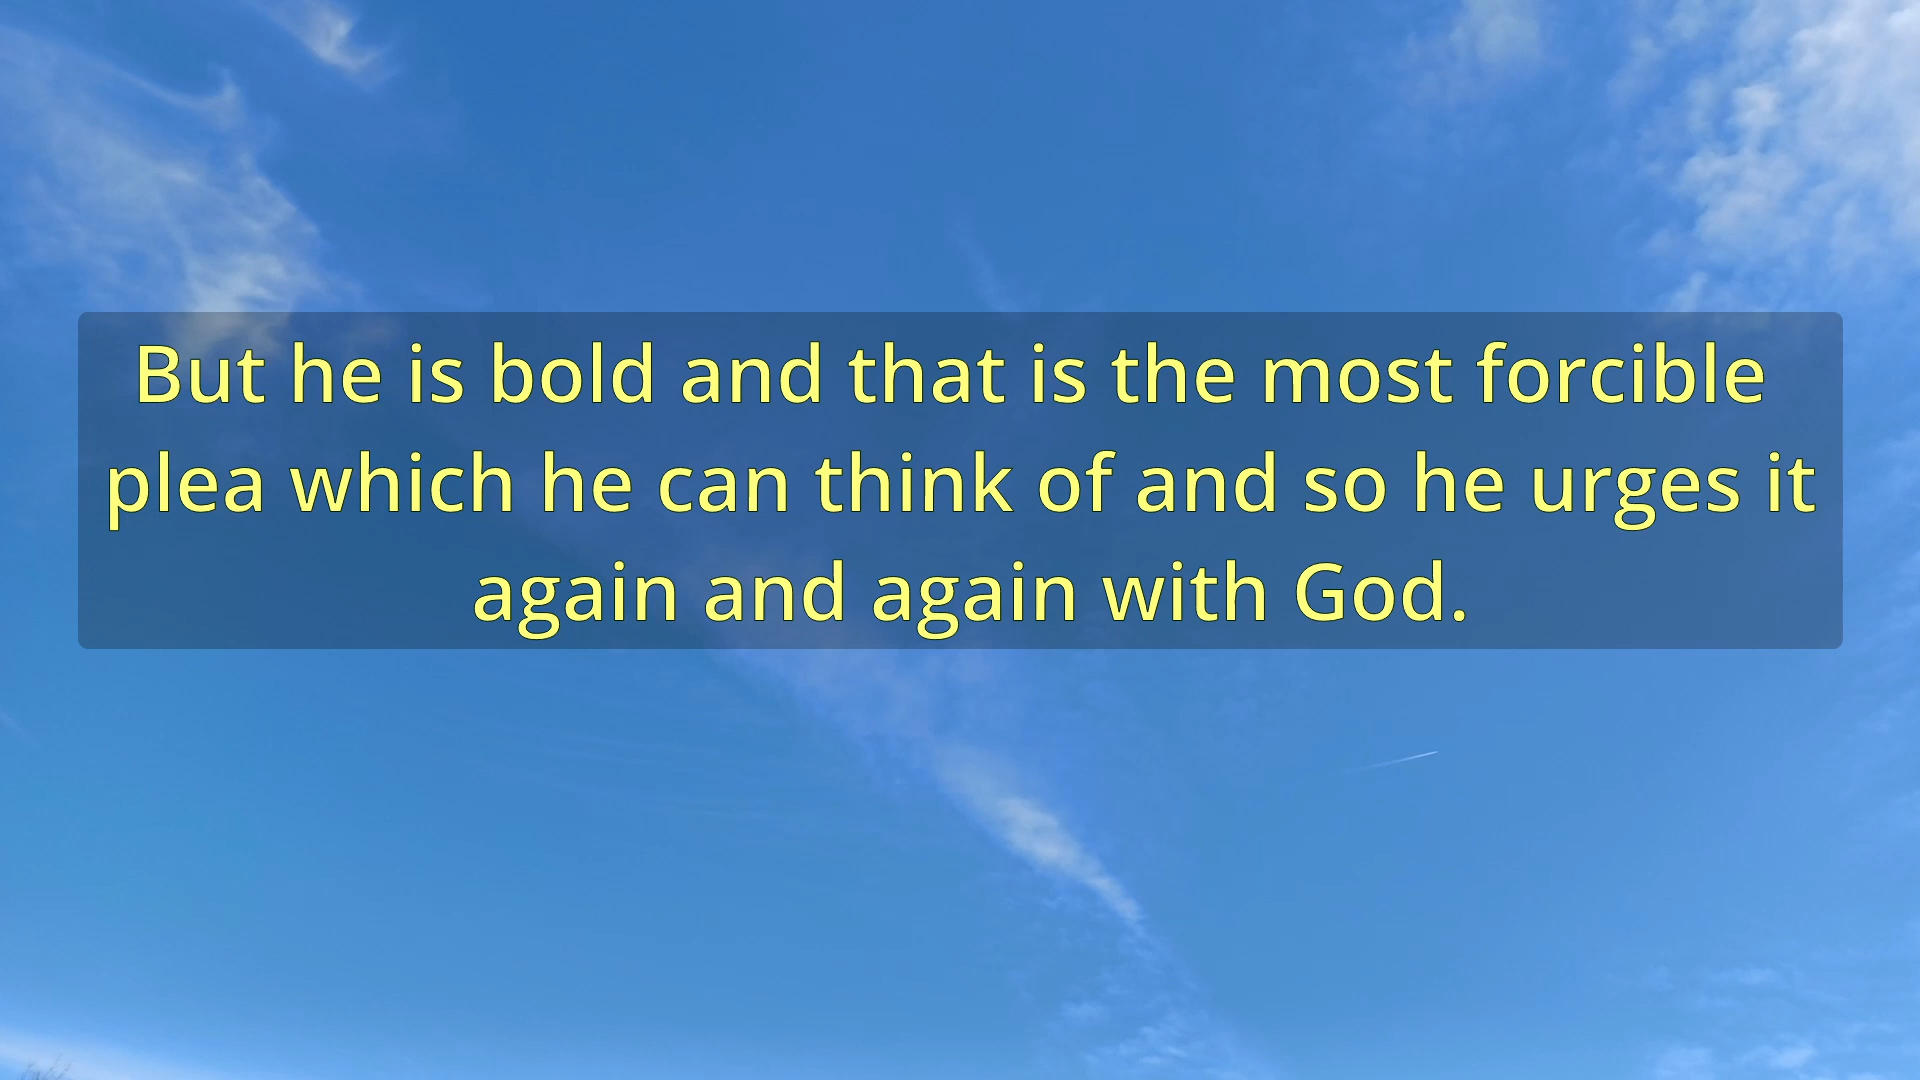 But he is bold and that is the most forcible
plea which he can think of and so he urges it
again and again with God.